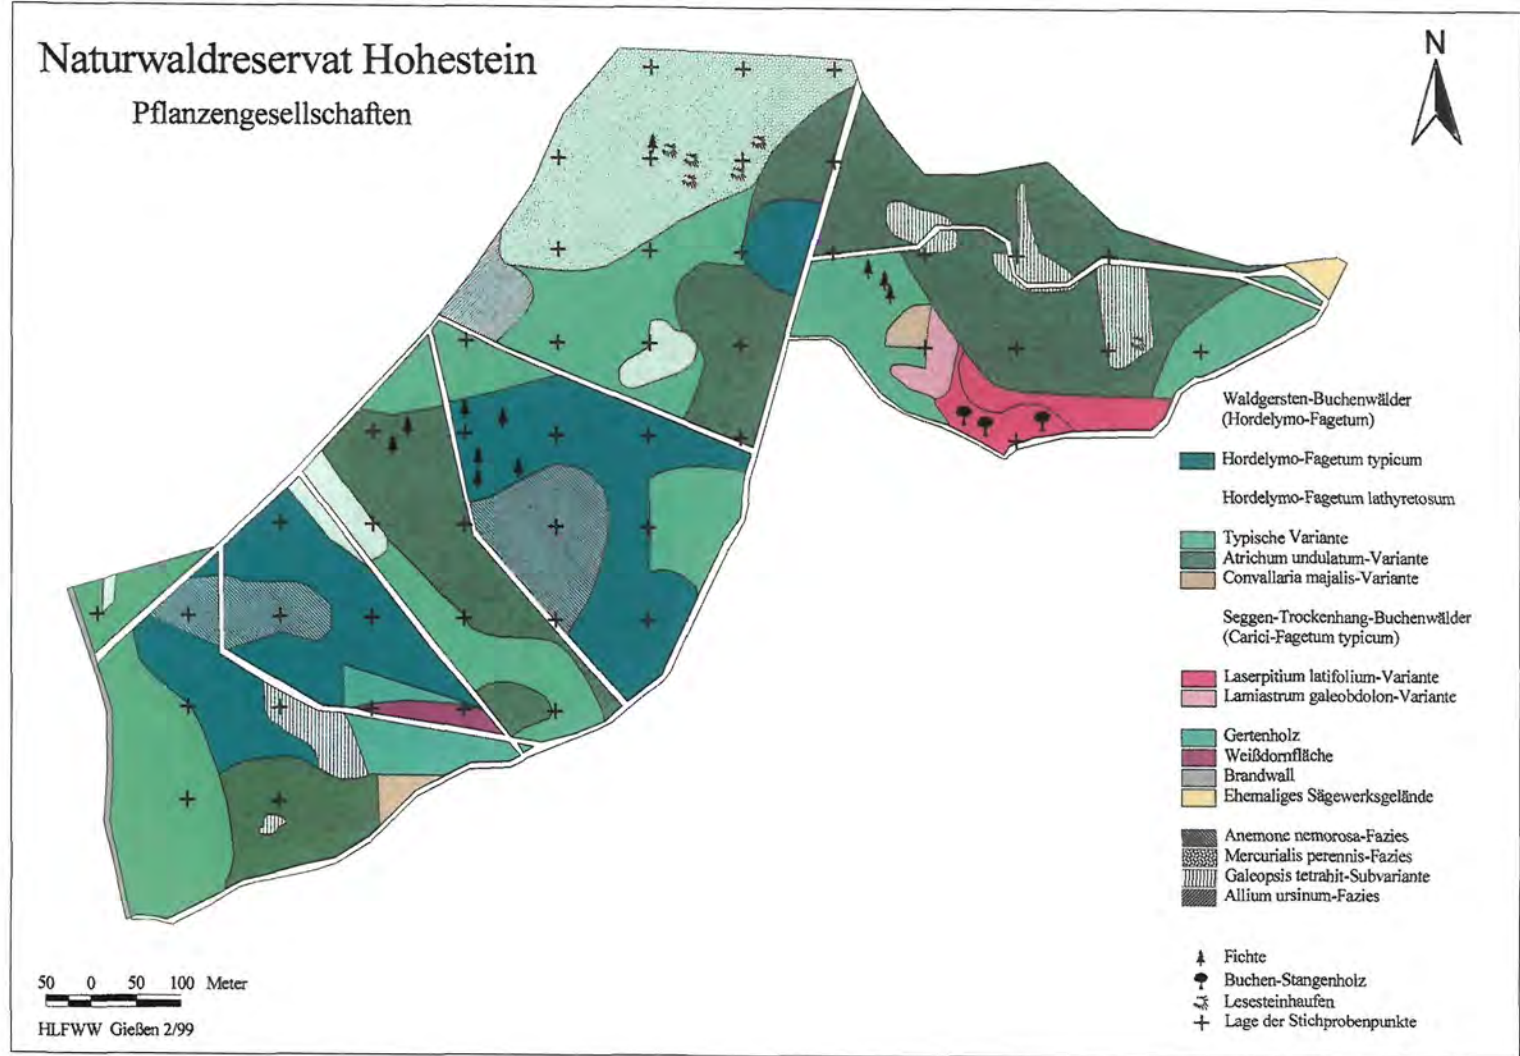 Naturwaldreservat Hohestein
Pflanzengesellschaften
N
Waldgersten-Buchenwälder
(Hordelymo-Fagetum)
Hordelymo-Fagetum typicum
Hordelymo-Fagetum lathyretosum
Typische Variante
Atrichum undulatum-Variante
Convallaria majalis-Variante
Seggen-Trockenhang-Buchenwälder
(Carici-Fagetum typicum)
Laserpitium latifolium-Variante
Lamiastrum galeobdolon-Variante
Gertenholz
Weißdornfläche
Brandwall
Ehemaliges Sägewerksgelände
Anemone nemorosa-Fazies
Mercurialis perennis-Fazies
Galeopsis tetrahit-Subvariante
Allium ursinum-Fazies
Fichte
Buchen-Stangenholz
Lesesteinhaufen
Lage der Stichprobenpunkte
50 0 50 100 Meter
HLFWW Gießen 2/99